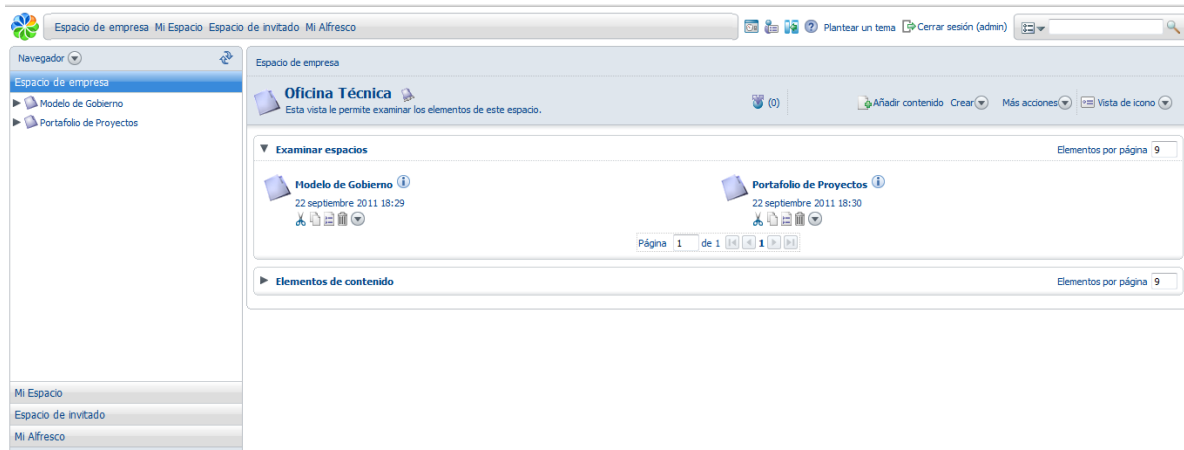 Espacio de empresa Mi Espacio Espacio de invitado Mi Alfresco
Plantear un tema Cerrar sesión (admin)
Navegador
Espacio de empresa
Modelo de Gobierno
Portafolio de Proyectos
Mi Espacio
Espacio de invitado
Mi Alfresco
Espacio de empresa
Oficina Técnica
Esta vista le permite examinar los elementos de este espacio.
(0)
Añadir contenido Crear Más acciones Vista de icono
Examinar espacios Elementos por página 9
Modelo de Gobierno
22 septiembre 2011 18:29
Portafolio de Proyectos
22 septiembre 2011 18:30
Página 1 de 1 1
Elementos de contenido Elementos por página 9